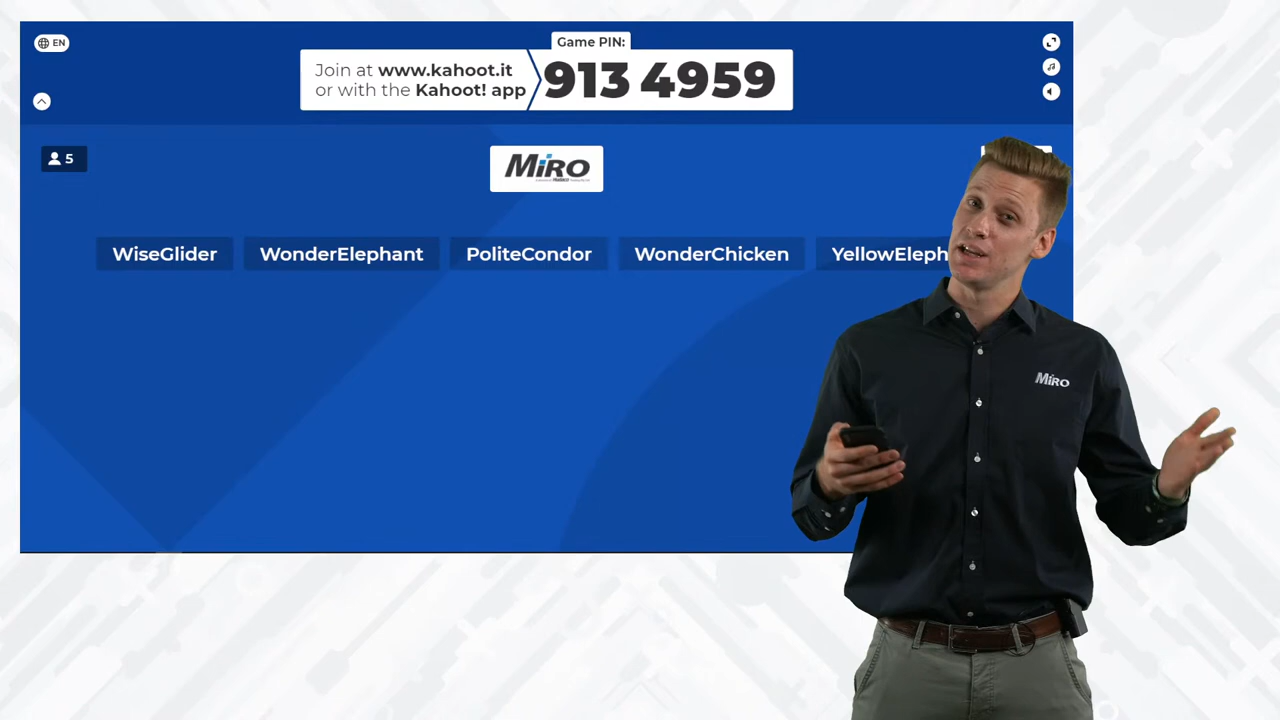 EN
Game PIN:
Join at www.kahoot.it
or with the Kahoot! app
913 4959
5
MiRO
WiseGlider
WonderElephant
PoliteCondor
WonderChicken
YellowEleph
MiRO